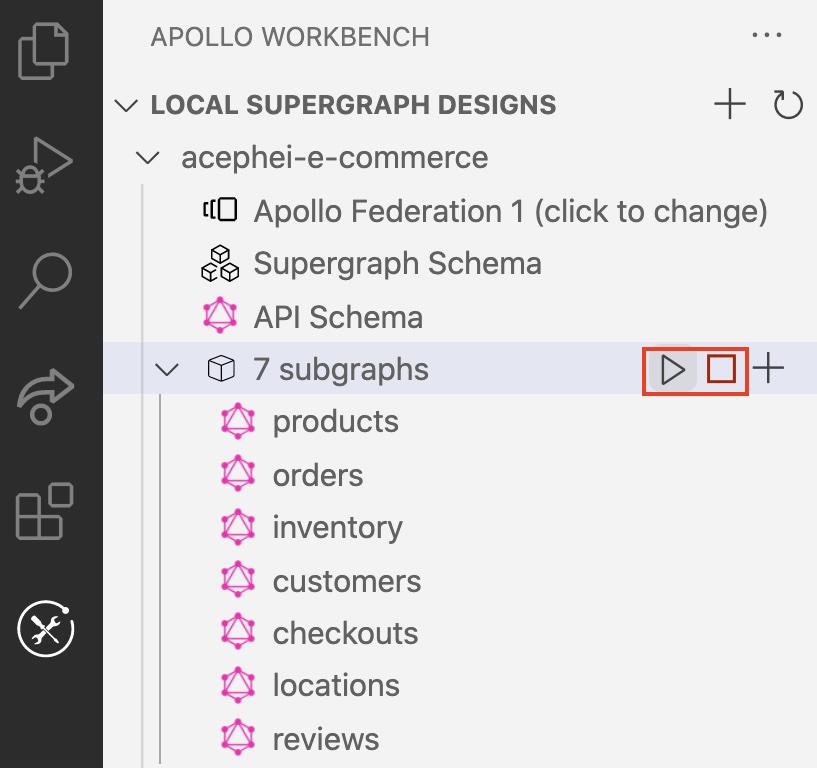 APOLLO WORKBENCH
LOCAL SUPERGRAPH DESIGNS
acephei-e-commerce
Apollo Federation 1 (click to change)
Supergraph Schema
API Schema
7 subgraphs
products
orders
inventory
customers
checkouts
locations
reviews